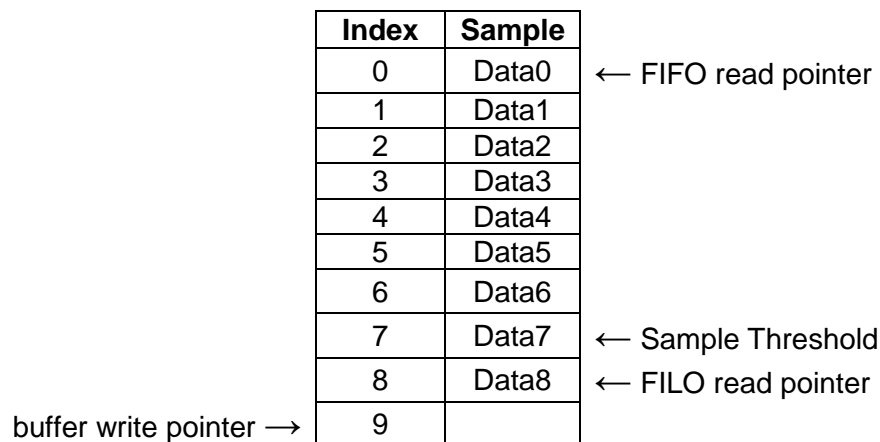 Index Sample
0 Data0 ← FIFO read pointer
1 Data1
2 Data2
3 Data3
4 Data4
5 Data5
6 Data6
7 Data7 ← Sample Threshold
8 Data8 ← FILO read pointer
buffer write pointer → 9